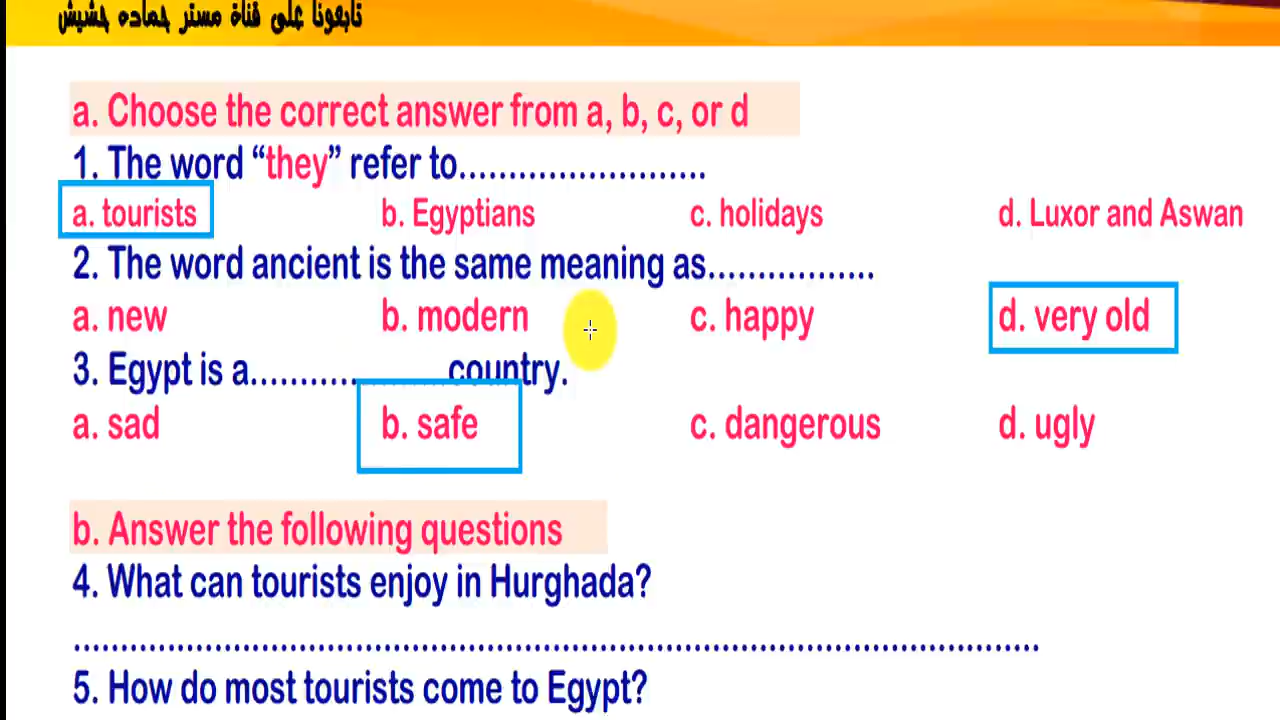 تابعونا على قناة مستر حماده حشيش
a. Choose the correct answer from a, b, c, or d
1. The word “they” refer to.........................
a. tourists b. Egyptians c. holidays d. Luxor and Aswan
2. The word ancient is the same meaning as.................
a. new b. modern c. happy d. very old
3. Egypt is a....................country.
a. sad b. safe c. dangerous d. ugly
b. Answer the following questions
4. What can tourists enjoy in Hurghada?
................................................................................................
5. How do most tourists come to Egypt?